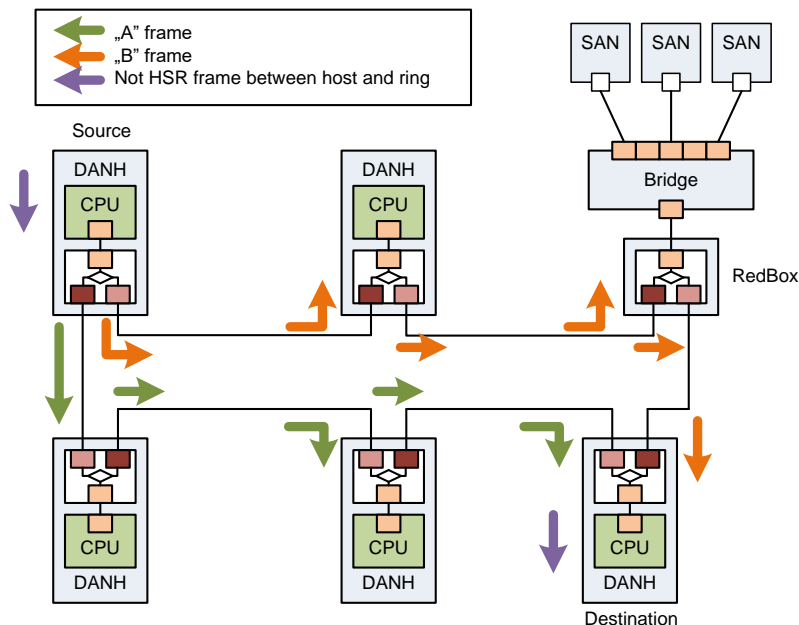 „A” frame
„B” frame
Not HSR frame between host and ring
SAN
SAN
SAN
Source
DANH
DANH
Bridge
CPU
CPU
RedBox
CPU
CPU
CPU
DANH
DANH
DANH
Destination